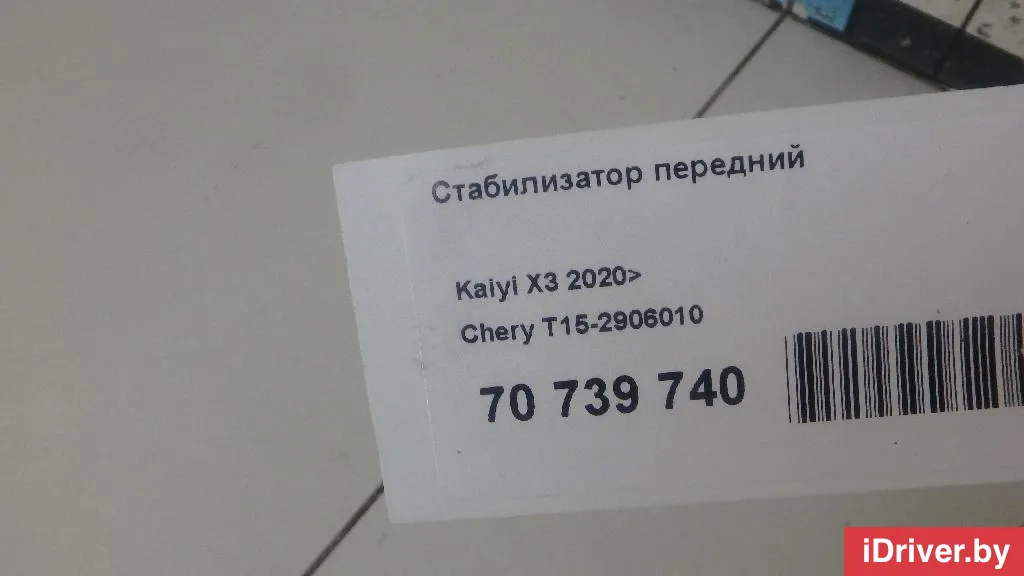 Стабилизатор передний
Kaiyi X3 2020>
Chery T15-2906010
70 739 740
iDriver.by